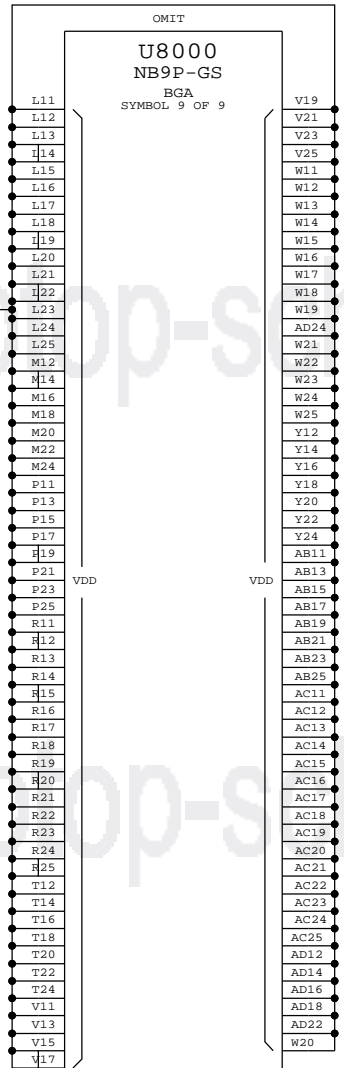 OMIT
U8000
NB9P-GS
BGA
SYMBOL 9 OF 9
L11 V19
L12 V21
L13 V23
L14 V25
L15 W11
L16 W12
L17 W13
L18 W14
L19 W15
L20 W16
L21 W17
L22 W18
L23 W19
L24 AD24
L25 W21
M12 W22
M14 W23
M16 W24
M18 W25
M20 Y12
M22 Y14
M24 Y16
P11 Y18
P13 Y20
P15 Y22
P17 Y24
P19 AB11
P21 VDD VDD AB13
P23 AB15
P25 AB17
R11 AB19
R12 AB21
R13 AB23
R14 AB25
R15 AC11
R16 AC12
R17 AC13
R18 AC14
R19 AC15
R20 AC16
R21 AC17
R22 AC18
R23 AC19
R24 AC20
R25 AC21
T12 AC22
T14 AC23
T16 AC24
T18 AC25
T20 AD12
T22 AD14
T24 AD16
V11 AD18
V13 AD22
V15 W20
V17